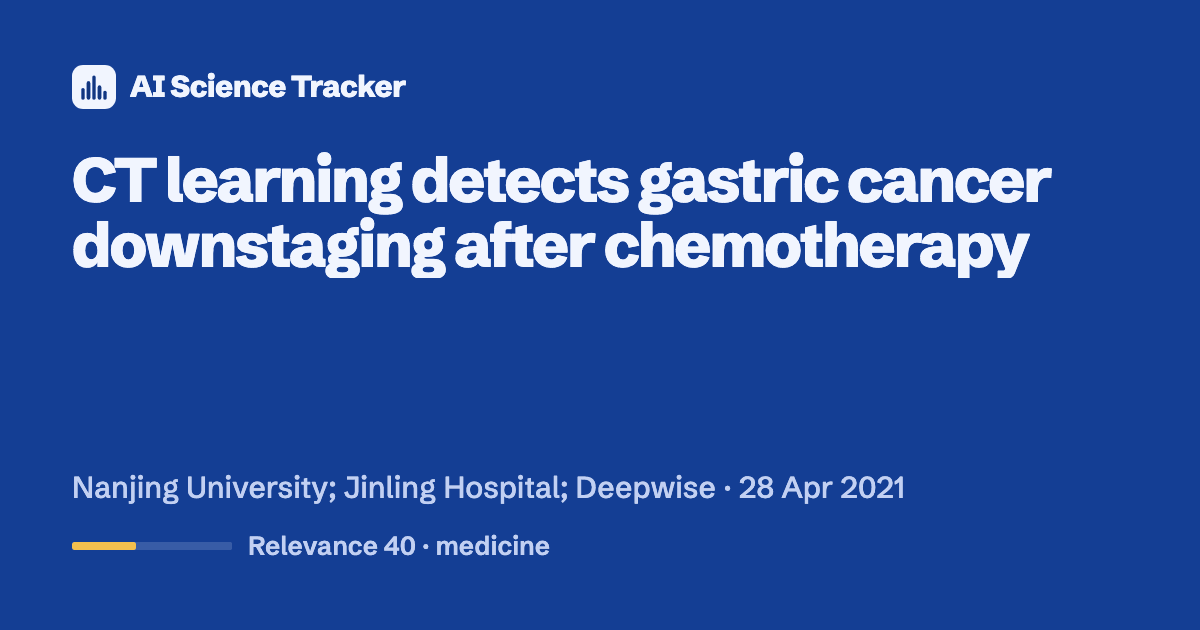 AI Science Tracker
CT learning detects gastric cancer
downstaging after chemotherapy
Nanjing University; Jinling Hospital; Deepwise · 28 Apr 2021
Relevance 40 · medicine